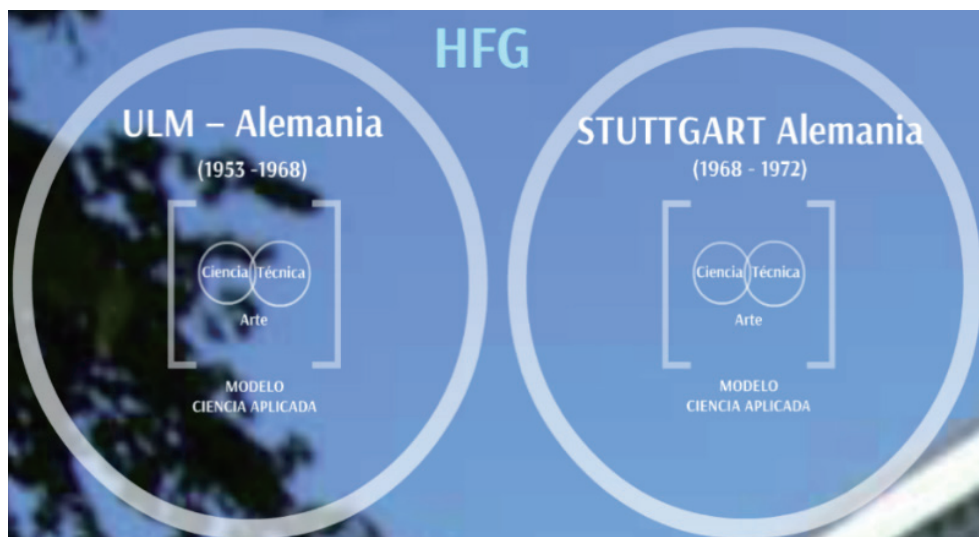 HFG
ULM – Alemania
(1953 -1968)
Ciencia Técnica
Arte
MODELO
CIENCIA APLICADA
STUTTGART Alemania
(1968 - 1972)
Ciencia Técnica
Arte
MODELO
CIENCIA APLICADA